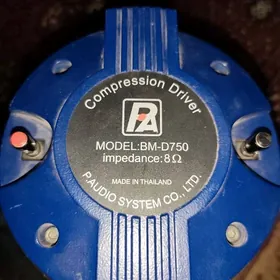 Compression Driver
PA
MODEL:BM-D750
impedance:8Ω
MADE IN THAILAND
P.AUDIO SYSTEM CO., LTD.